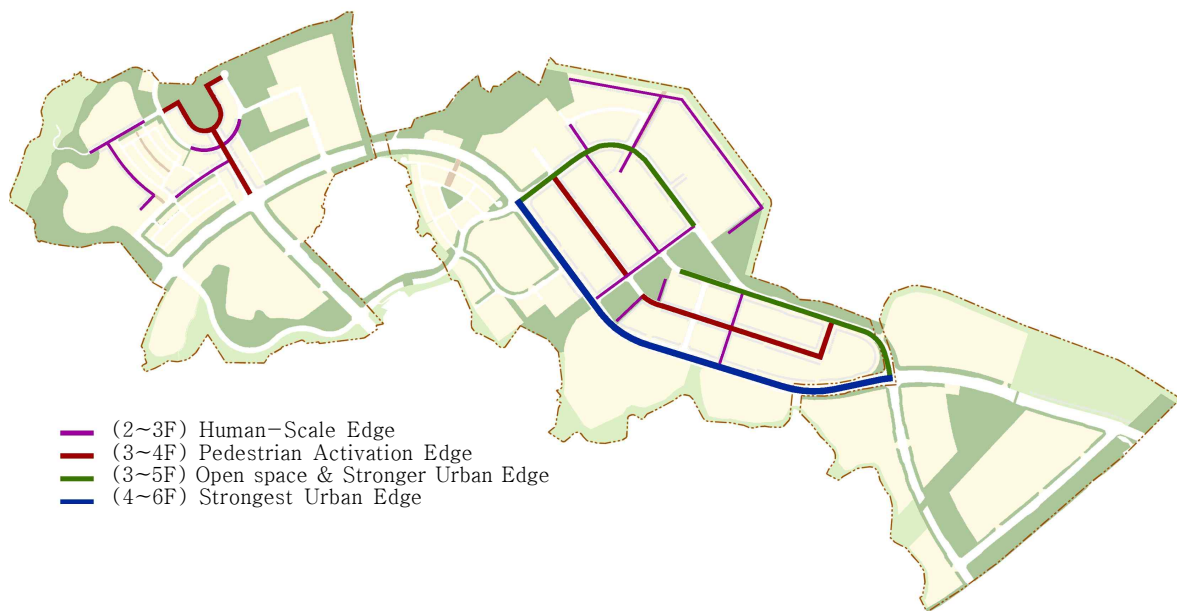 (2~3F) Human-Scale Edge
(3~4F) Pedestrian Activation Edge
(3~5F) Open space & Stronger Urban Edge
(4~6F) Strongest Urban Edge